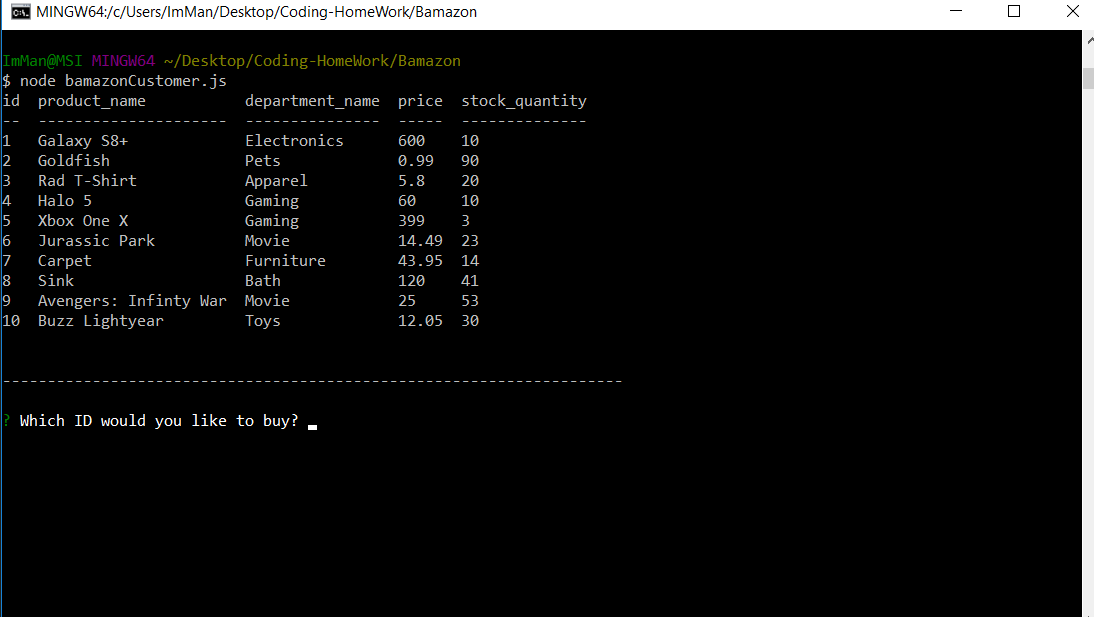 MINGW64:/c/Users/ImMan/Desktop/Coding-HomeWork/Bamazon
ImMan@MSI MINGW64 ~/Desktop/Coding-HomeWork/Bamazon
$ node bamazonCustomer.js
id  product_name           department_name  price  stock_quantity
--  ---------------------  ---------------  -----  --------------
1   Galaxy S8+             Electronics      600    10
2   Goldfish               Pets             0.99   90
3   Rad T-Shirt            Apparel          5.8    20
4   Halo 5                 Gaming           60     10
5   Xbox One X             Gaming           399    3
6   Jurassic Park          Movie            14.49  23
7   Carpet                 Furniture        43.95  14
8   Sink                   Bath             120    41
9   Avengers: Infinty War  Movie            25     53
10  Buzz Lightyear         Toys             12.05  30
---------------------------------------------------------------------
? Which ID would you like to buy?